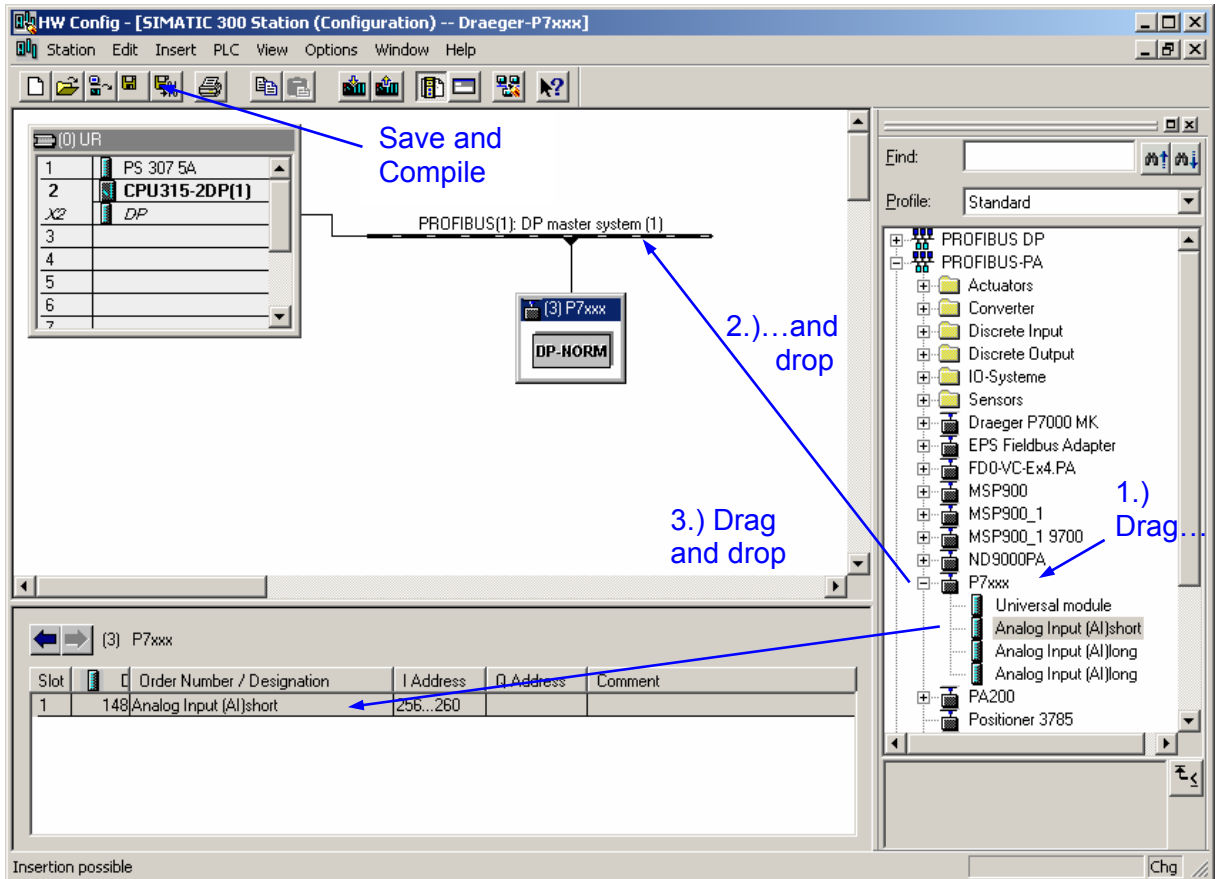 HW Config - [SIMATIC 300 Station (Configuration) -- Draeger-P7xxx]
Station Edit Insert PLC View Options Window Help
Save and
Compile
(0) UR
1 PS 307 5A
2 CPU315-2DP(1)
X2 DP
3
4
5
6
7
PROFIBUS(1): DP master system (1)
(3) P7xxx
DP-NORM
2.)…and
drop
3.) Drag
and drop
Find:
Profile: Standard
PROFIBUS DP
PROFIBUS-PA
Actuators
Converter
Discrete Input
Discrete Output
IO-Systeme
Sensors
Draeger P7000 MK
EPS Fieldbus Adapter
FD0-VC-Ex4.PA
MSP900
MSP900_1
MSP900_1 9700
ND9000PA
P7xxx
Universal module
Analog Input (AI)short
Analog Input (AI)long
Analog Input (AI)long
PA200
Positioner 3785
1.)
Drag…
(3) P7xxx
Slot D Order Number / Designation I Address Q Address Comment
1 148 Analog Input (AI)short 256...260
Insertion possible
Chg